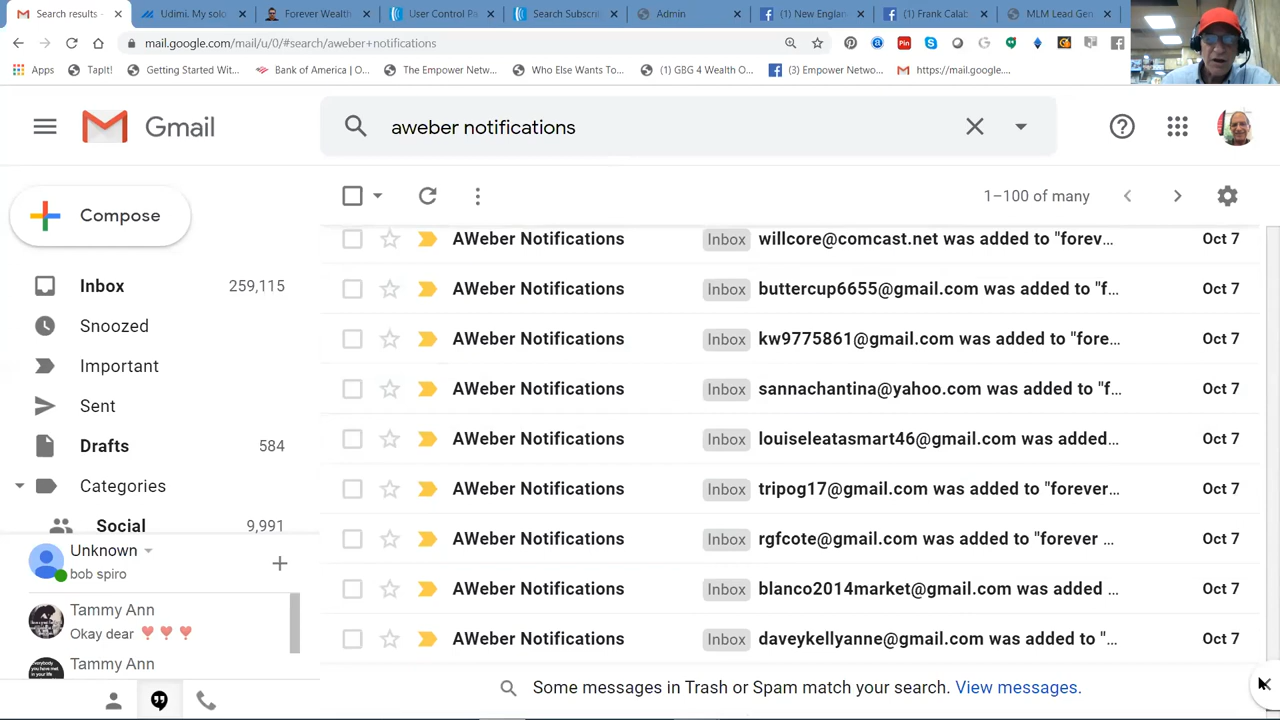 Search results -
Udimi. My solo
Forever Wealth
User Control Pa
Search Subscri
Admin
(1) New Englan
(1) Frank Calab
MLM Lead Gen
mail.google.com/mail/u/0/#search/aweber+notifications
Apps
TapIt!
Getting Started Wit...
Bank of America | O...
The Empower Netw...
Who Else Wants To...
(1) GBG 4 Wealth O...
(3) Empower Netwo...
https://mail.google....
Gmail
aweber notifications
Compose
1–100 of many
Inbox 259,115
Snoozed
Important
Sent
Drafts 584
Categories
Social 9,991
Unknown
bob spiro
Tammy Ann
Okay dear ❣❣❣
Tammy Ann
AWeber Notifications Inbox willcore@comcast.net was added to "forev... Oct 7
AWeber Notifications Inbox buttercup6655@gmail.com was added to "f... Oct 7
AWeber Notifications Inbox kw9775861@gmail.com was added to "fore... Oct 7
AWeber Notifications Inbox sannachantina@yahoo.com was added to "f... Oct 7
AWeber Notifications Inbox louiseleatasmart46@gmail.com was added... Oct 7
AWeber Notifications Inbox tripog17@gmail.com was added to "forever... Oct 7
AWeber Notifications Inbox rgfcote@gmail.com was added to "forever ... Oct 7
AWeber Notifications Inbox blanco2014market@gmail.com was added ... Oct 7
AWeber Notifications Inbox daveykellyanne@gmail.com was added to "... Oct 7
Some messages in Trash or Spam match your search. View messages.